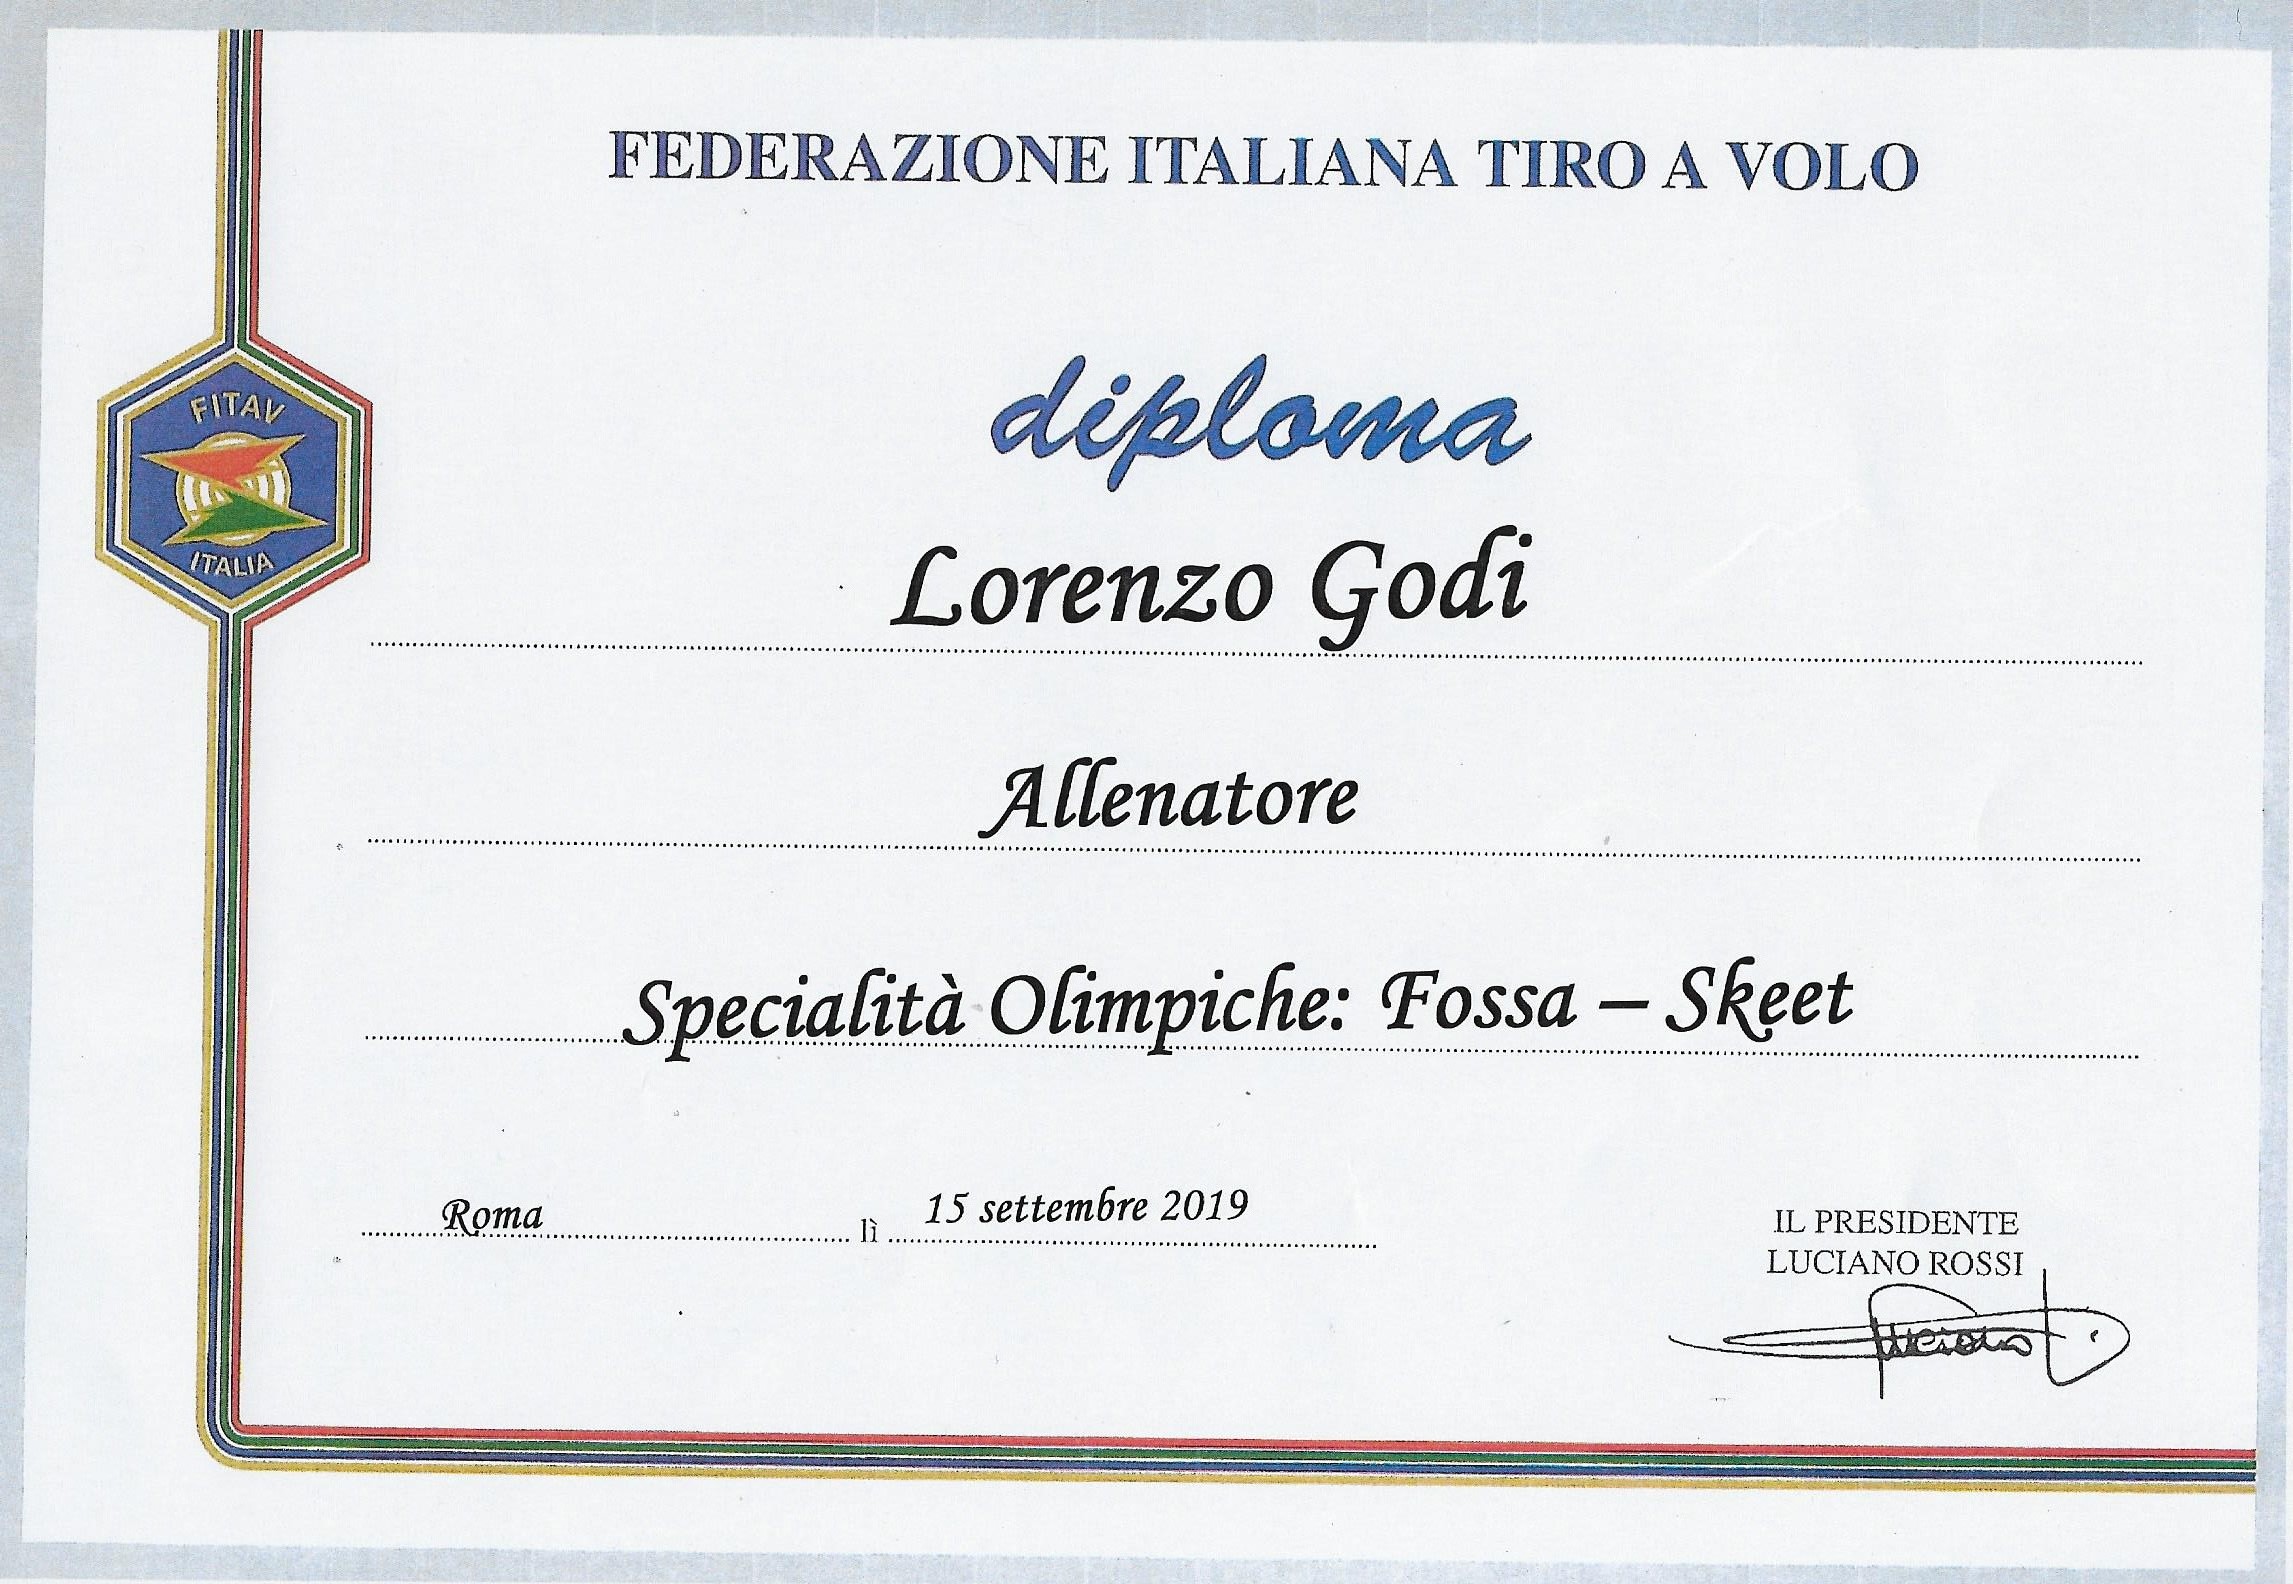 FEDERAZIONE ITALIANA TIRO A VOLO
diploma
FITAV
ITALIA
Lorenzo Godi
Allenatore
Specialità Olimpiche: Fossa – Skeet
Roma lì 15 settembre 2019
IL PRESIDENTE
LUCIANO ROSSI